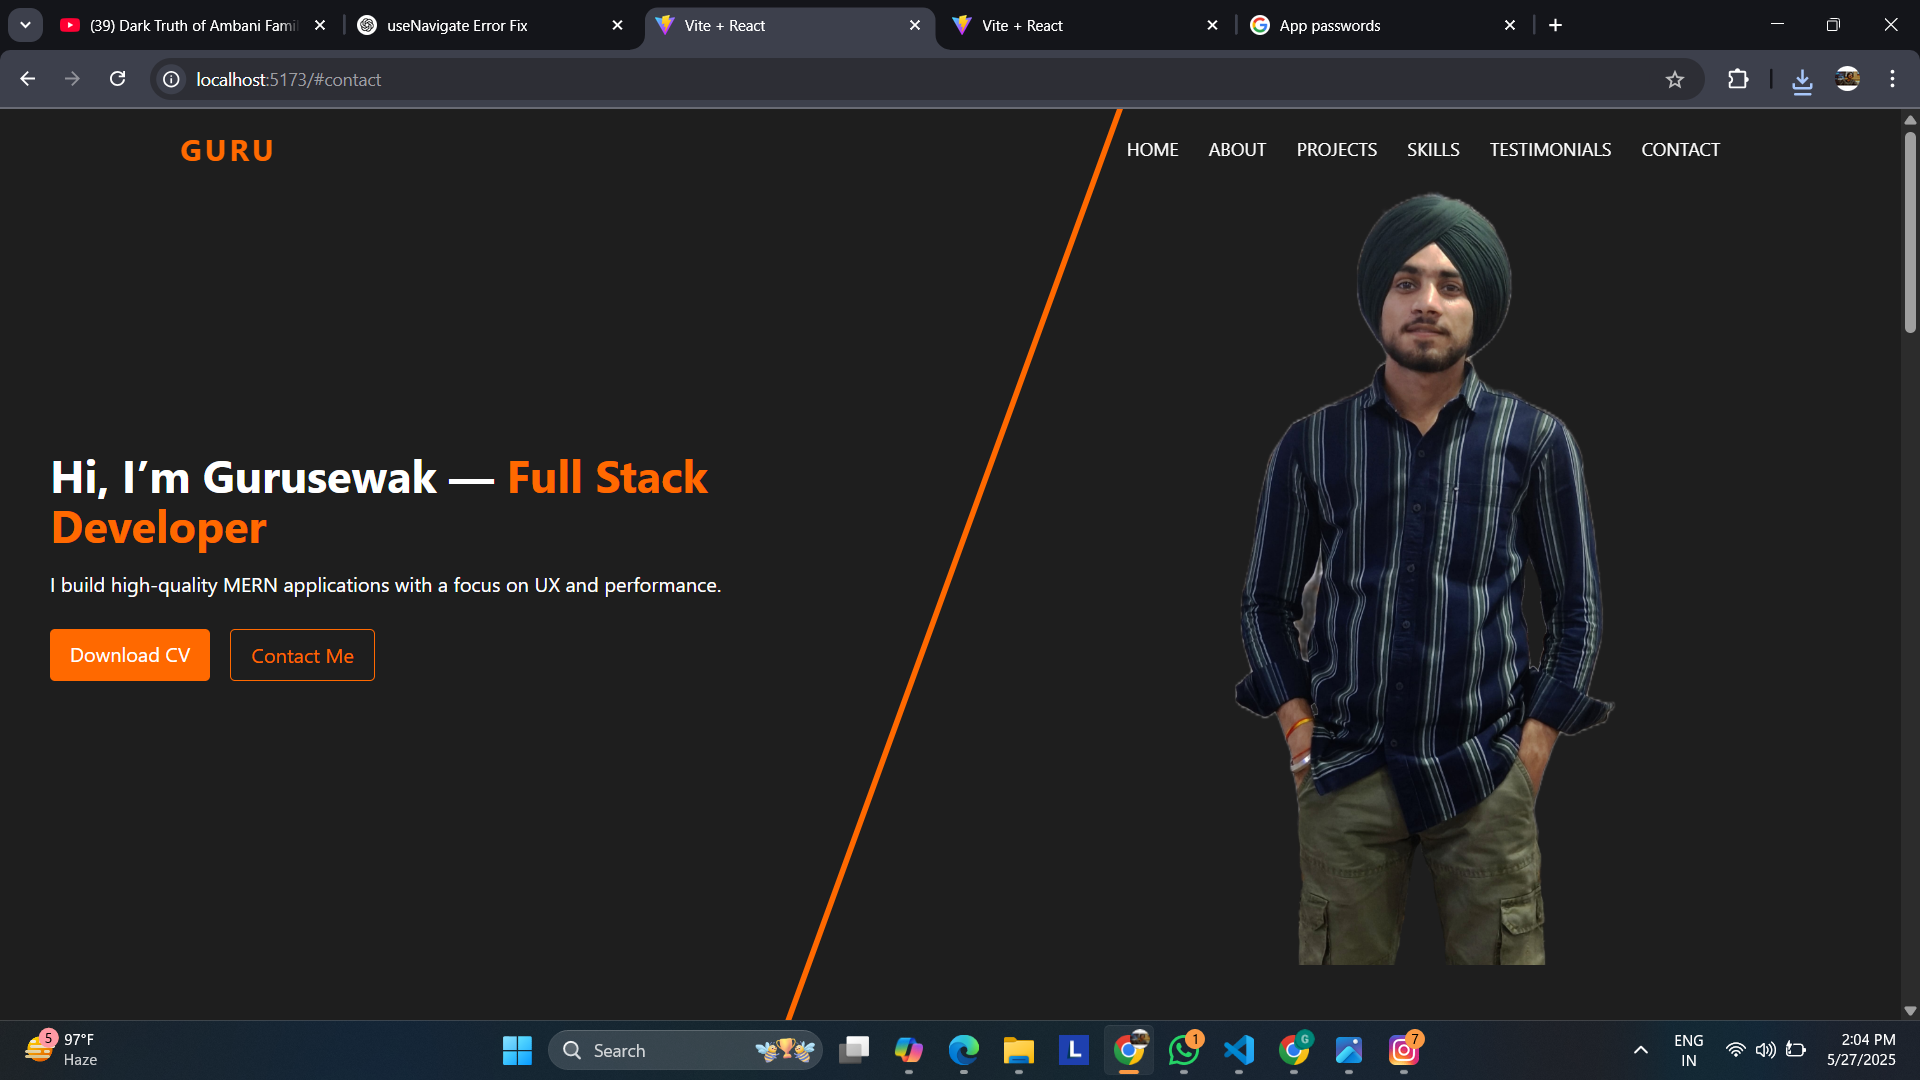 (39) Dark Truth of Ambani Famil
useNavigate Error Fix
Vite + React
Vite + React
App passwords
localhost:5173/#contact
GURU
HOME
ABOUT
PROJECTS
SKILLS
TESTIMONIALS
CONTACT
Hi, I’m Gurusewak — Full Stack
Developer
I build high-quality MERN applications with a focus on UX and performance.
Download CV
Contact Me
5
97°F
Haze
Search
L
1
G
7
ENG
IN
2:04 PM
5/27/2025